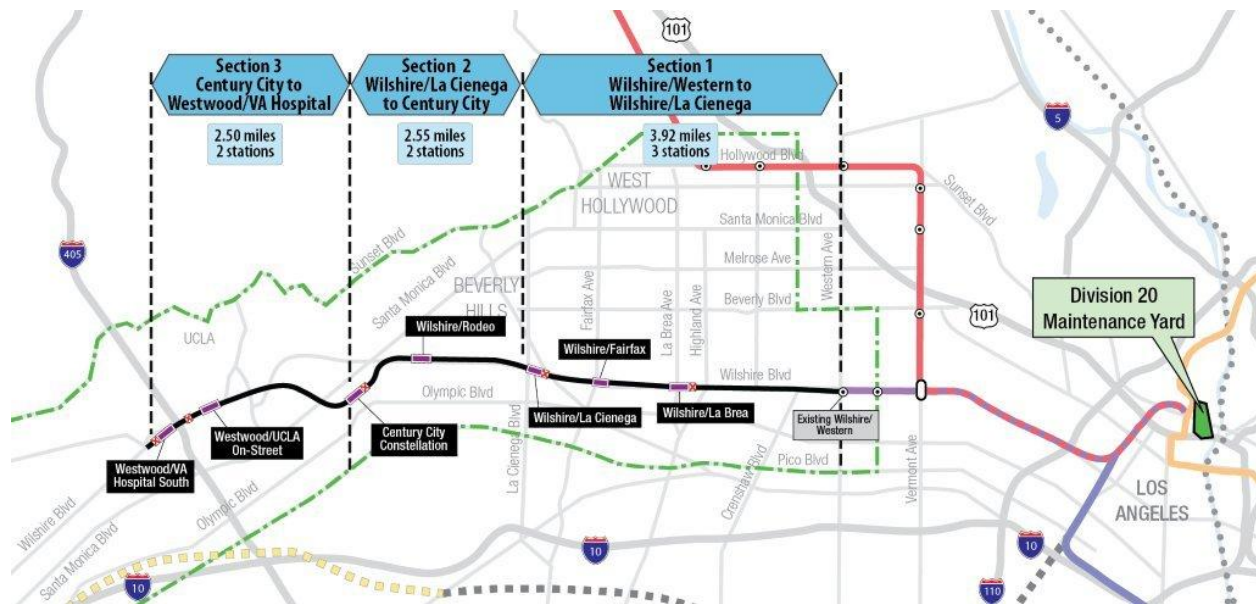 101
Section 3
Century City to
Westwood/VA Hospital
2.50 miles
2 stations
Section 2
Wilshire/La Cienega
to Century City
2.55 miles
2 stations
Section 1
Wilshire/Western to
Wilshire/La Cienega
3.92 miles
3 stations
5
Hollywood Blvd
WEST
HOLLYWOOD
Sunset Blvd
Santa Monica Blvd
Sunset Blvd
405
Santa Monica Blvd
Melrose Ave
Western Ave
BEVERLY
HILLS
Fairfax Ave
La Brea Ave
Highland Ave
Beverly Blvd
101
Division 20
Maintenance Yard
UCLA
Wilshire/Rodeo
Wilshire/Fairfax
Wilshire Blvd
Olympic Blvd
Wilshire/La Cienega
Wilshire/La Brea
Existing Wilshire/
Western
Westwood/UCLA
On-Street
Century City
Constellation
Westwood/VA
Hospital South
La Cienega Blvd
Crenshaw Blvd
Pico Blvd
Vermont Ave
LOS
ANGELES
Wilshire Blvd
Santa Monica Blvd
Olympic Blvd
10
10
10
110